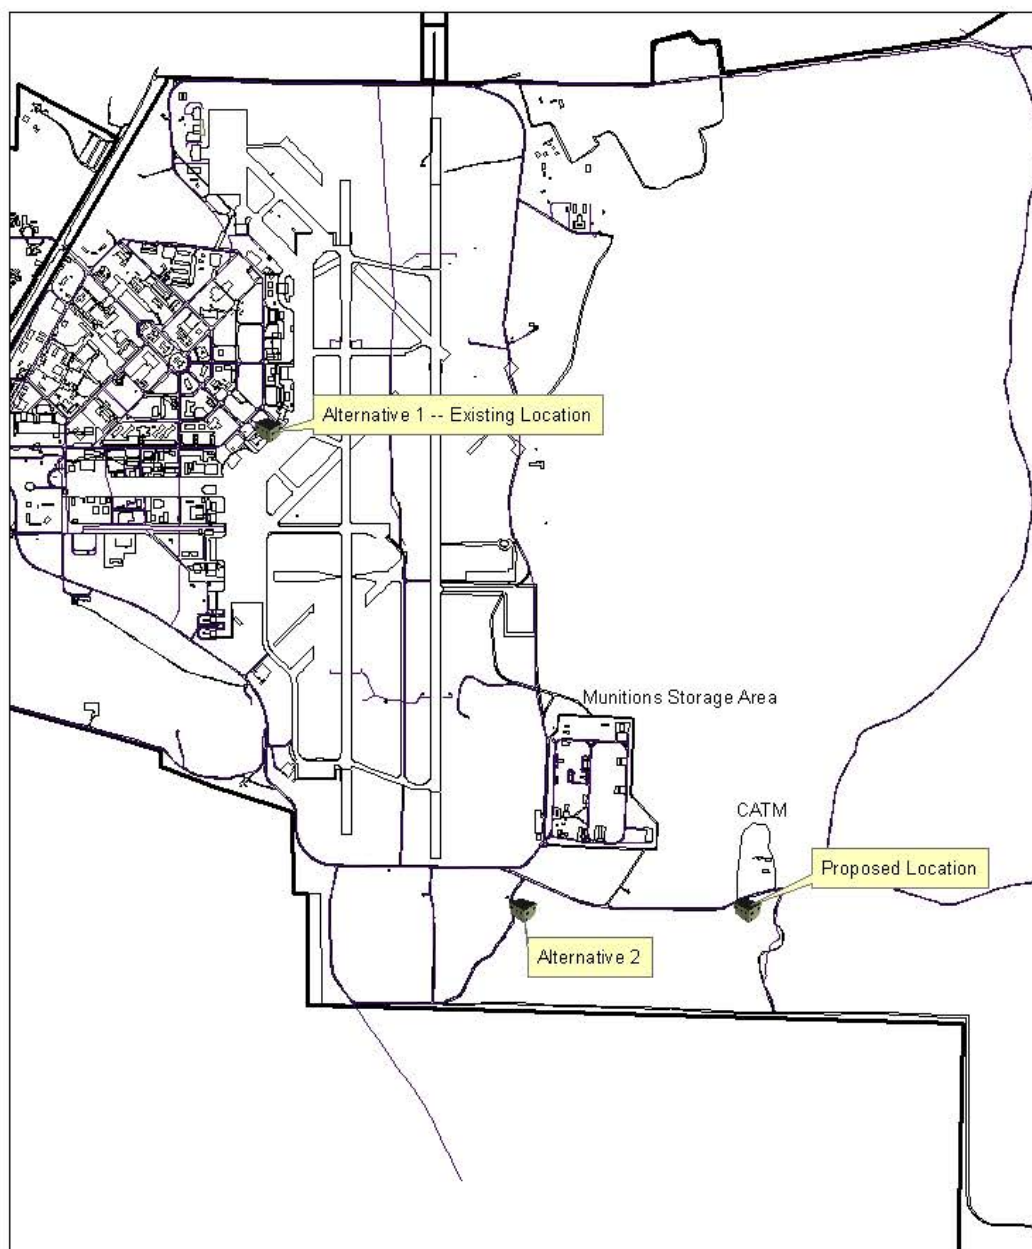 Alternative 1 -- Existing Location
Munitions Storage Area
CATM
Proposed Location
Alternative 2